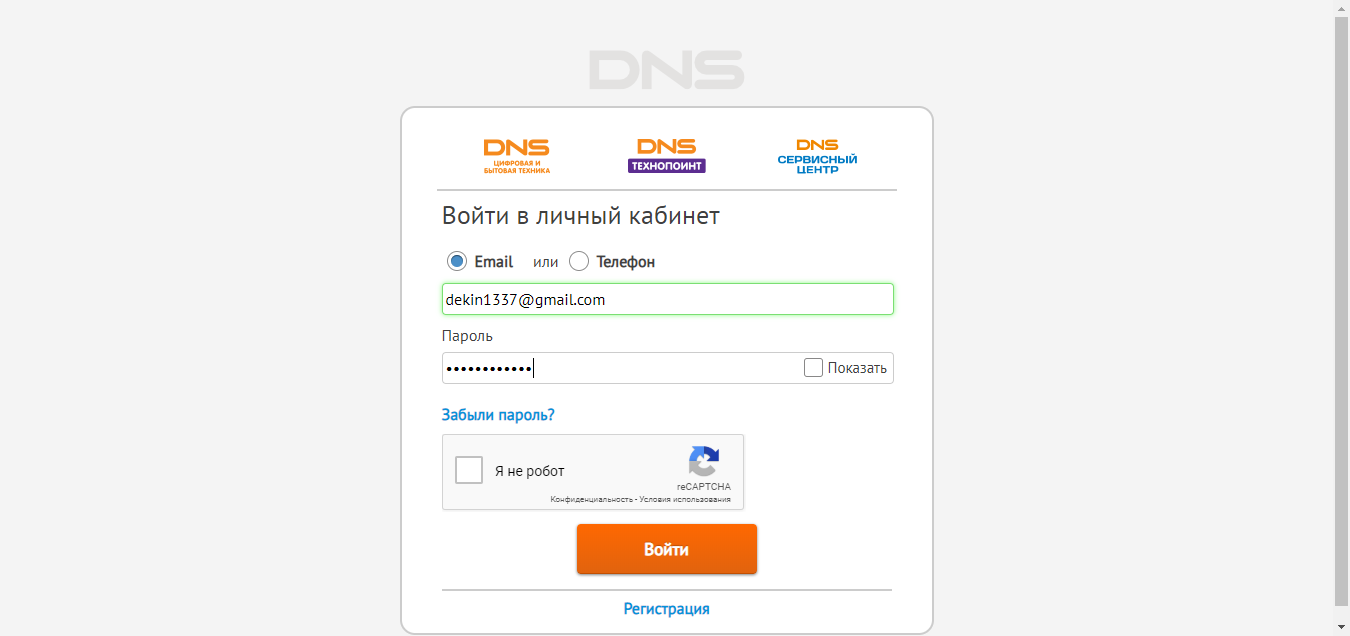 DNS
DNS DNS DNS
ЦИФРОВАЯ И БЫТОВАЯ ТЕХНИКА ТЕХНОПОИНТ СЕРВИСНЫЙ ЦЕНТР
Войти в личный кабинет
Email или Телефон
dekin1337@gmail.com
Пароль
•••••••••••• Показать
Забыли пароль?
Я не робот
reCAPTCHA
Конфиденциальность - Условия использования
Войти
Регистрация